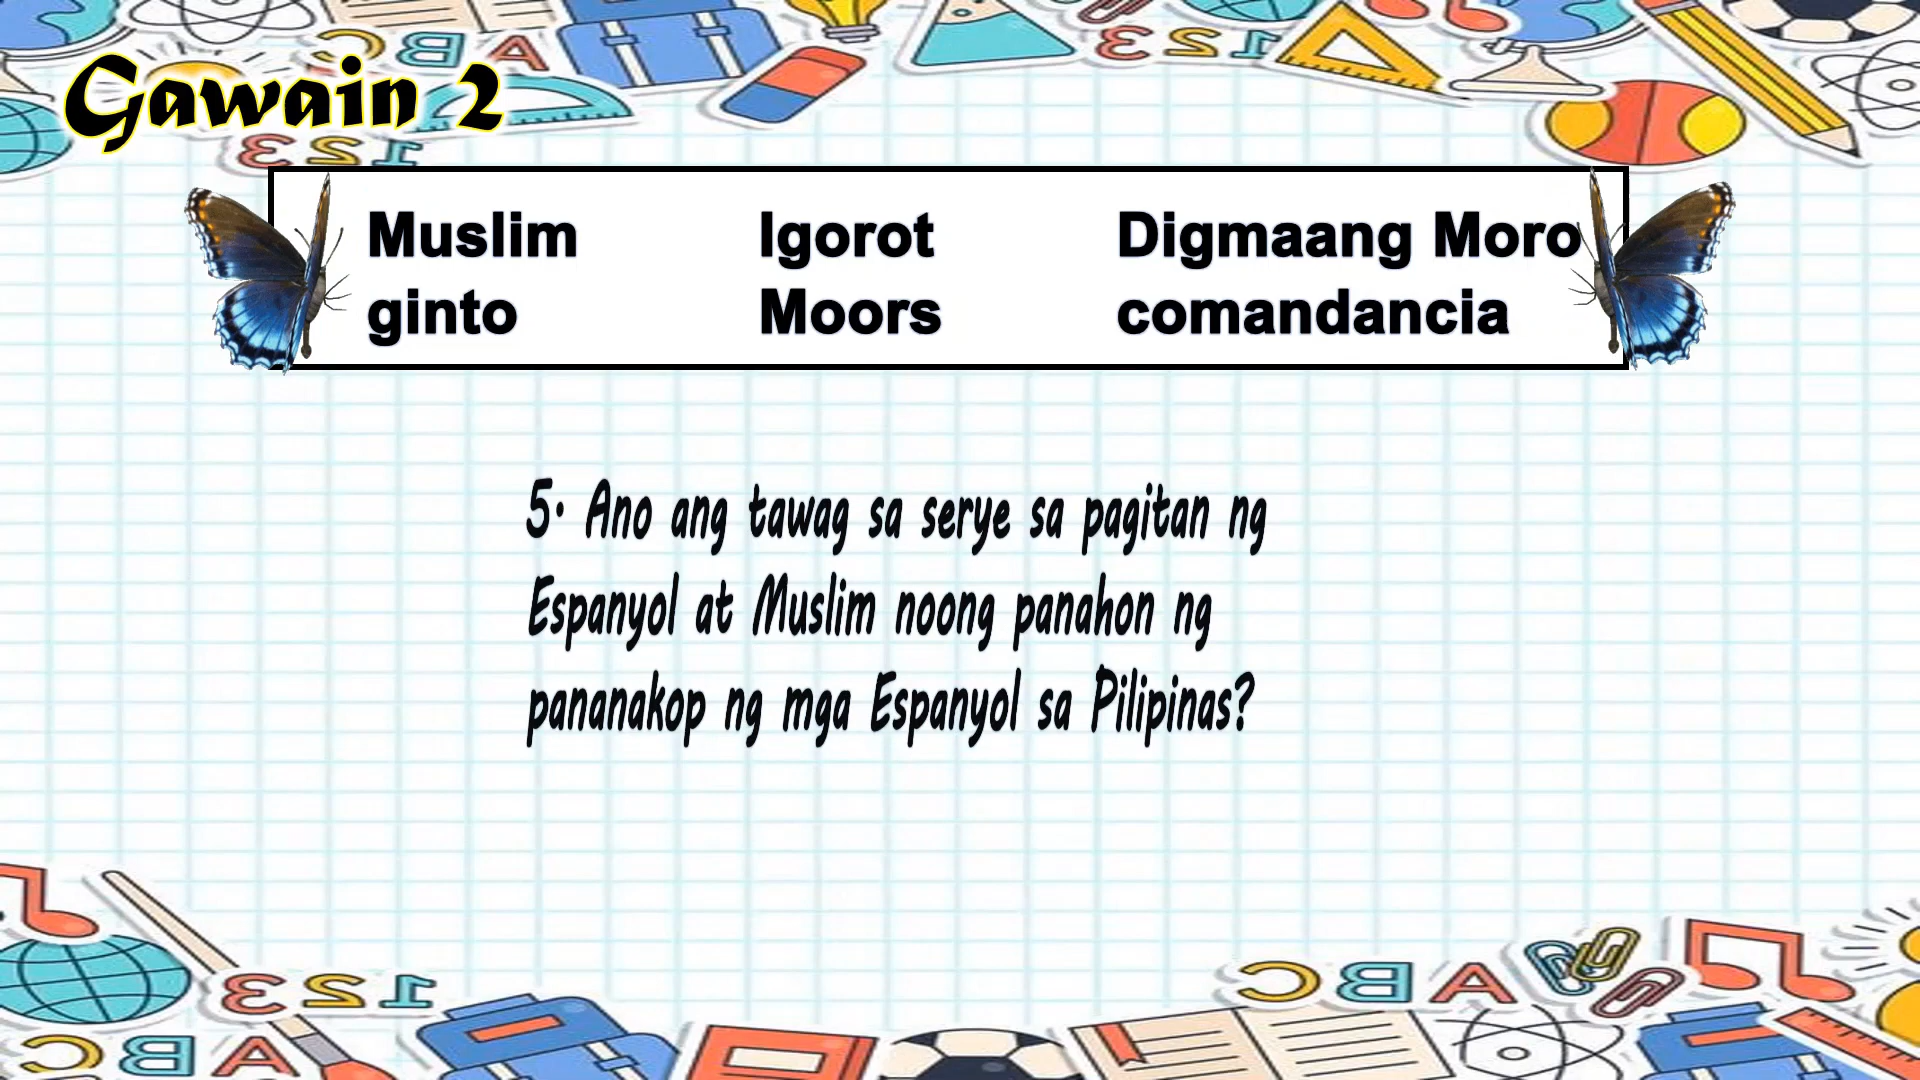 Gawain 2
Muslim Igorot Digmaang Moro
ginto Moors comandancia
5. Ano ang tawag sa serye sa pagitan ng
Espanyol at Muslim noong panahon ng
pananakop ng mga Espanyol sa Pilipinas?